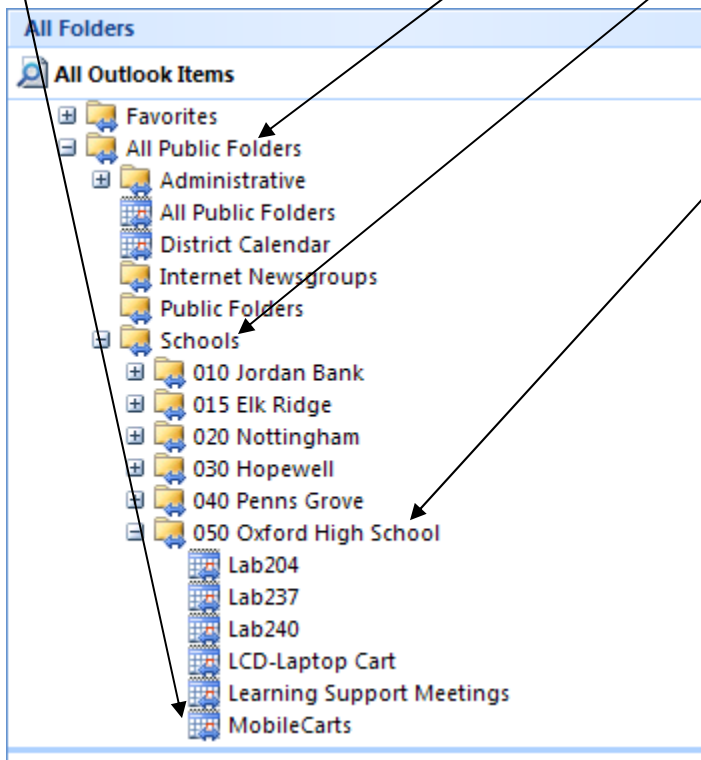 All Folders
All Outlook Items
Favorites
All Public Folders
Administrative
All Public Folders
District Calendar
Internet Newsgroups
Public Folders
Schools
010 Jordan Bank
015 Elk Ridge
020 Nottingham
030 Hopewell
040 Penns Grove
050 Oxford High School
Lab204
Lab237
Lab240
LCD-Laptop Cart
Learning Support Meetings
MobileCarts